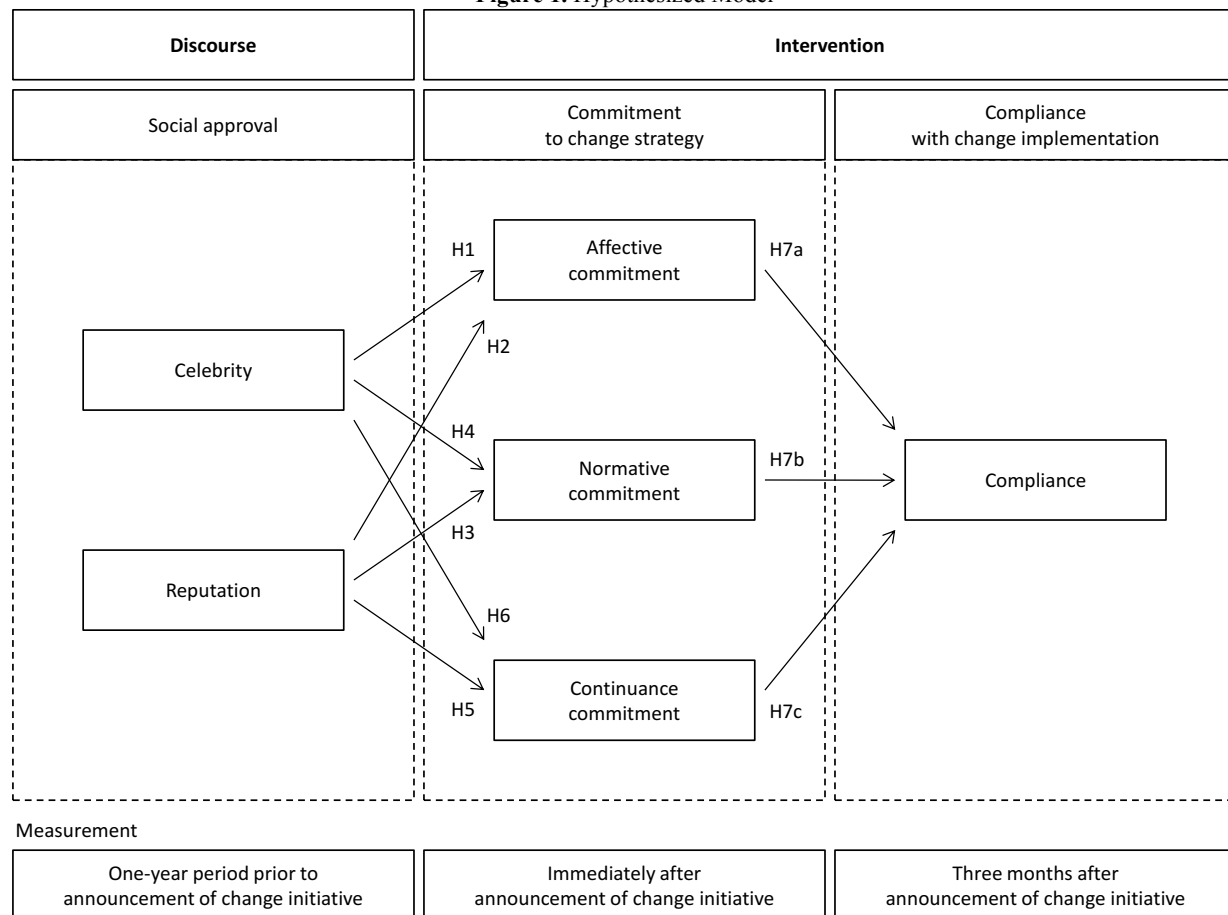 Figure 1. Hypothesized Model
Discourse
Intervention
Social approval
Commitment
to change strategy
Compliance
with change implementation
H1
Affective
commitment
H7a
Celebrity
H2
H4
Normative
commitment
H7b
Compliance
H3
Reputation
H6
Continuance
commitment
H5
H7c
Measurement
One-year period prior to
announcement of change initiative
Immediately after
announcement of change initiative
Three months after
announcement of change initiative